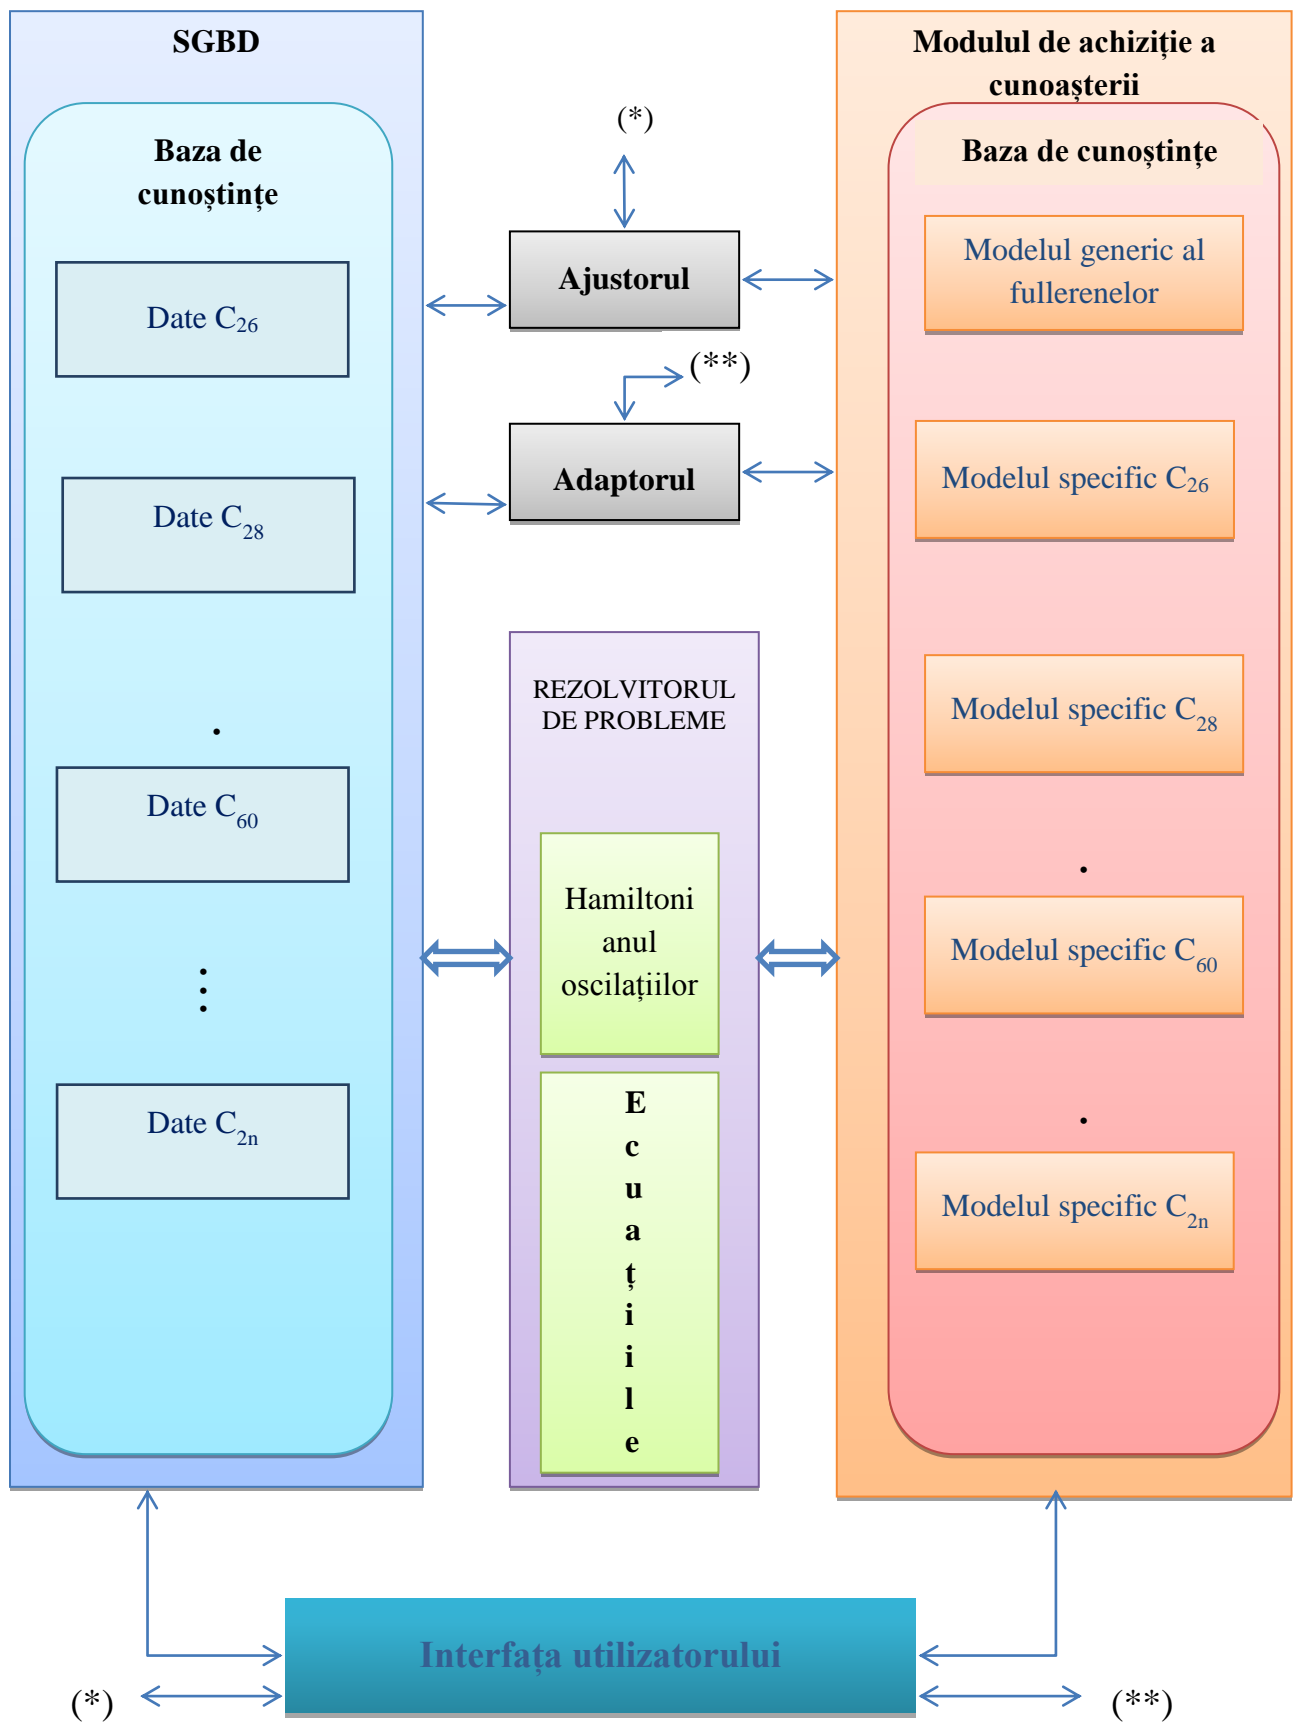 SGBD
Baza de
cunoștințe
Date C26
Date C28
.
Date C60
⋮
Date C2n
(*)
Ajustorul
(**)
Adaptorul
REZOLVITORUL
DE PROBLEME
Hamiltoni
anul
oscilațiilor
E
c
u
a
ț
i
i
l
e
Modulul de achiziție a
cunoașterii
Baza de cunoștințe
Modelul generic al
fullerenelor
Modelul specific C26
Modelul specific C28
.
Modelul specific C60
.
Modelul specific C2n
Interfața utilizatorului
(*)
(**)